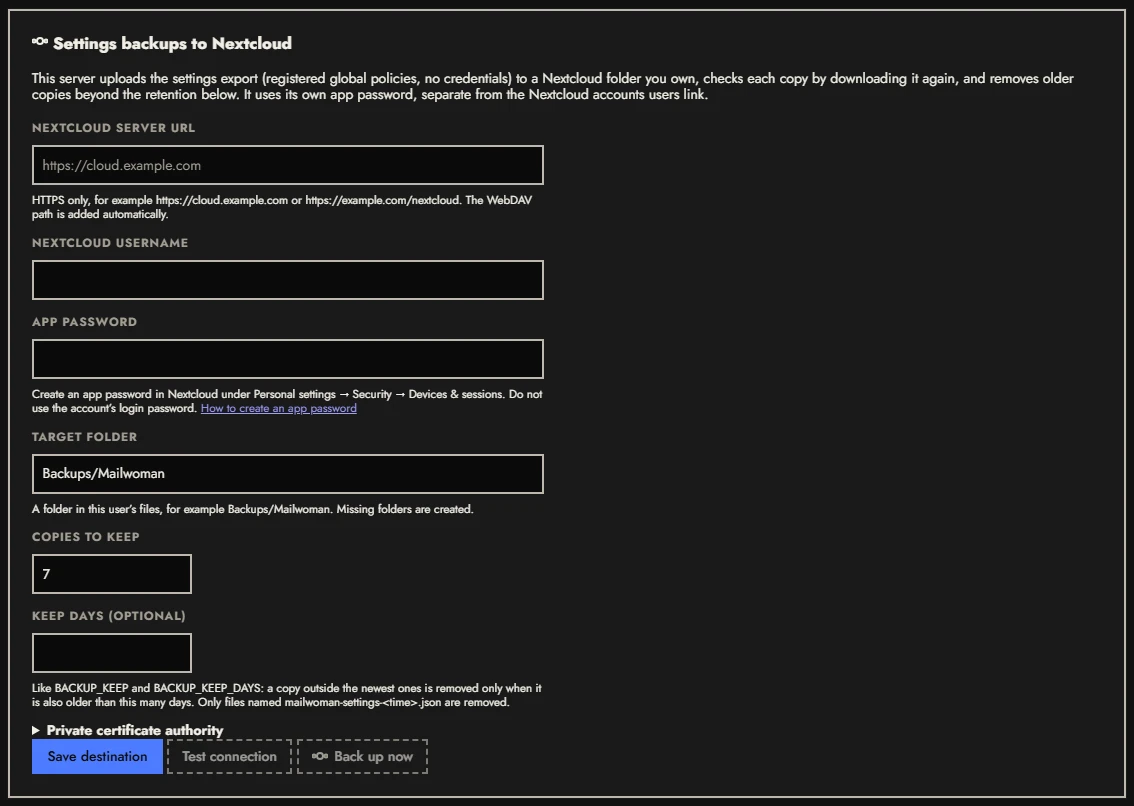 Settings backups to Nextcloud
This server uploads the settings export (registered global policies, no credentials) to a Nextcloud folder you own, checks each copy by downloading it again, and removes older
copies beyond the retention below. It uses its own app password, separate from the Nextcloud accounts users link.
NEXTCLOUD SERVER URL
https://cloud.example.com
HTTPS only, for example https://cloud.example.com or https://example.com/nextcloud. The WebDAV
path is added automatically.
NEXTCLOUD USERNAME
APP PASSWORD
Create an app password in Nextcloud under Personal settings → Security → Devices & sessions. Do not
use the account's login password. How to create an app password
TARGET FOLDER
Backups/Mailwoman
A folder in this user's files, for example Backups/Mailwoman. Missing folders are created.
COPIES TO KEEP
7
KEEP DAYS (OPTIONAL)
Like BACKUP_KEEP and BACKUP_KEEP_DAYS: a copy outside the newest ones is removed only when it
is also older than this many days. Only files named mailwoman-settings-<time>.json are removed.
▶ Private certificate authority
Save destination Test connection Back up now